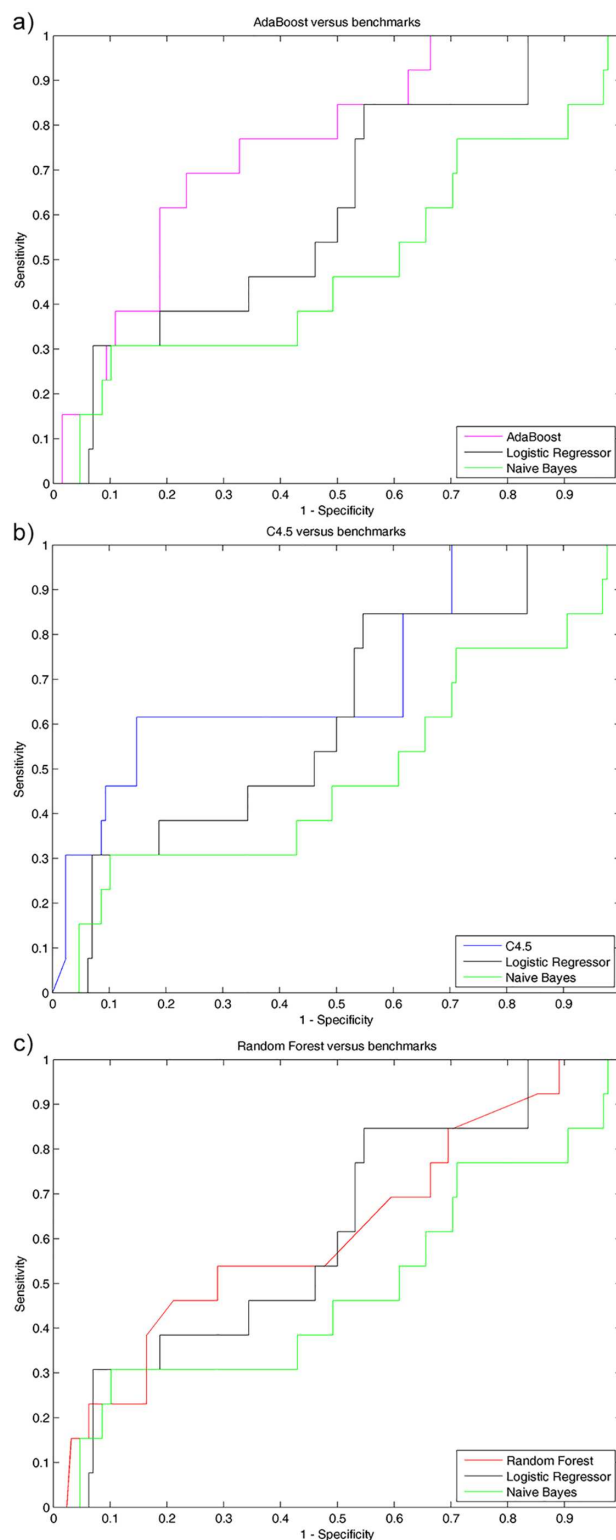 a)
AdaBoost versus benchmarks
1
0.9
0.8
0.7
0.6
0.5
0.4
0.3
0.2
0.1
0
Sensitivity
0 0.1 0.2 0.3 0.4 0.5 0.6 0.7 0.8 0.9
1 - Specificity
AdaBoost
Logistic Regressor
Naive Bayes
b)
C4.5 versus benchmarks
1
0.9
0.8
0.7
0.6
0.5
0.4
0.3
0.2
0.1
0
Sensitivity
0 0.1 0.2 0.3 0.4 0.5 0.6 0.7 0.8 0.9
1 - Specificity
C4.5
Logistic Regressor
Naive Bayes
c)
Random Forest versus benchmarks
1
0.9
0.8
0.7
0.6
0.5
0.4
0.3
0.2
0.1
0
Sensitivity
0 0.1 0.2 0.3 0.4 0.5 0.6 0.7 0.8 0.9
1 - Specificity
Random Forest
Logistic Regressor
Naive Bayes